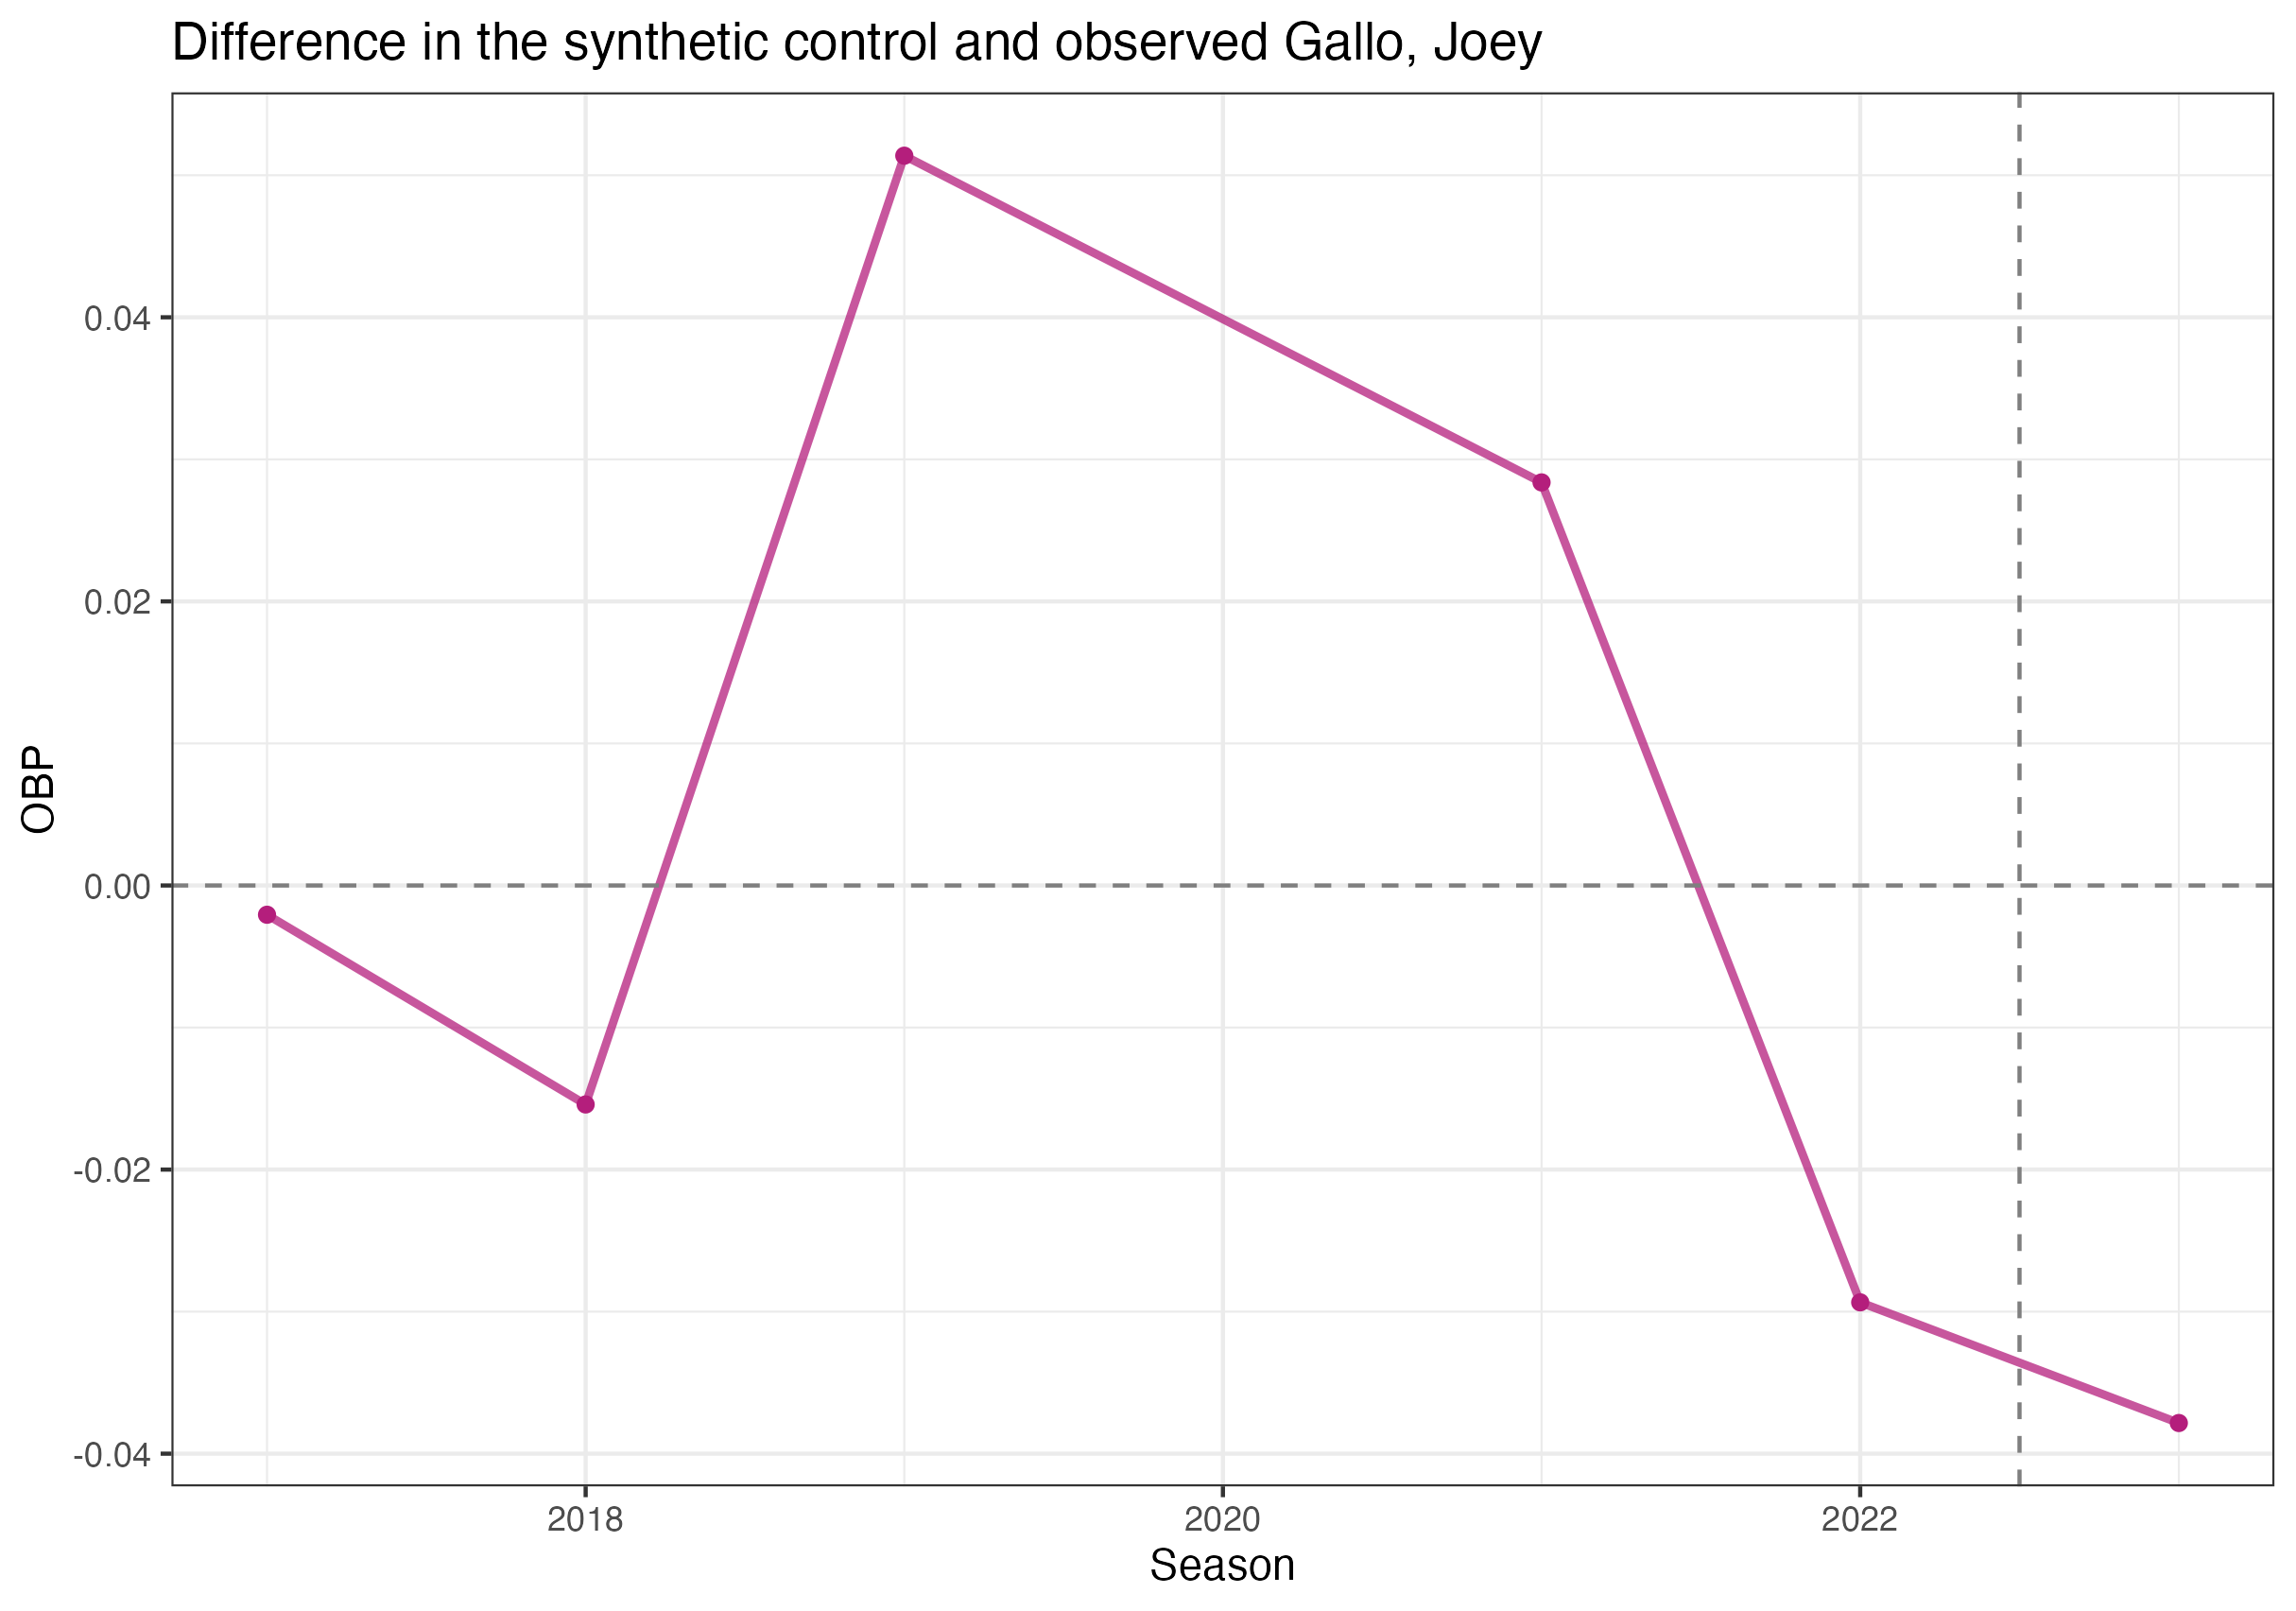 Difference in the synthetic control and observed Gallo, Joey
OBP
0.04
0.02
0.00
-0.02
-0.04
2018 2020 2022
Season